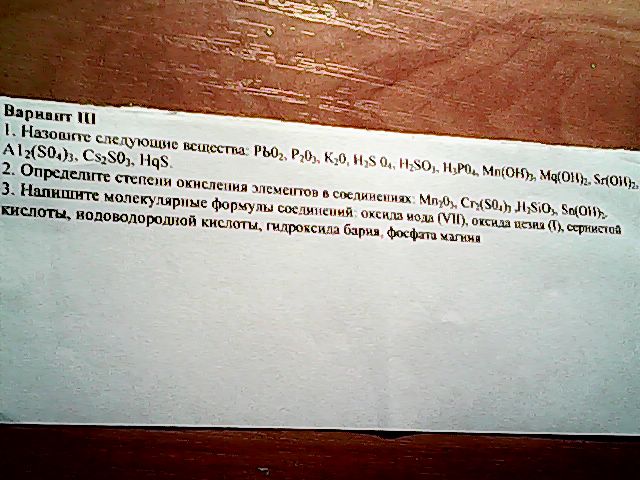 Вариант III
1. Назовите следующие вещества: PbO₂, P₂O₃, K₂O, H₂S O₄, H₂SO₃, H₃PO₄, Mn(OH)₂, Mq(OH)₂, Sr(OH)₂,
A1₂(SO₄)₃, Cs₂SO₃, HqS.
2. Определите степени окисления элементов в соединениях: Mn₂O₃, Cr₂(SO₄)₃ ,H₂SiO₃, Sn(OH)₂.
3. Напишите молекулярные формулы соединений: оксида иода (VII), оксида цезия (I), сернистой
кислоты, иодоводородной кислоты, гидроксида бария, фосфата магния